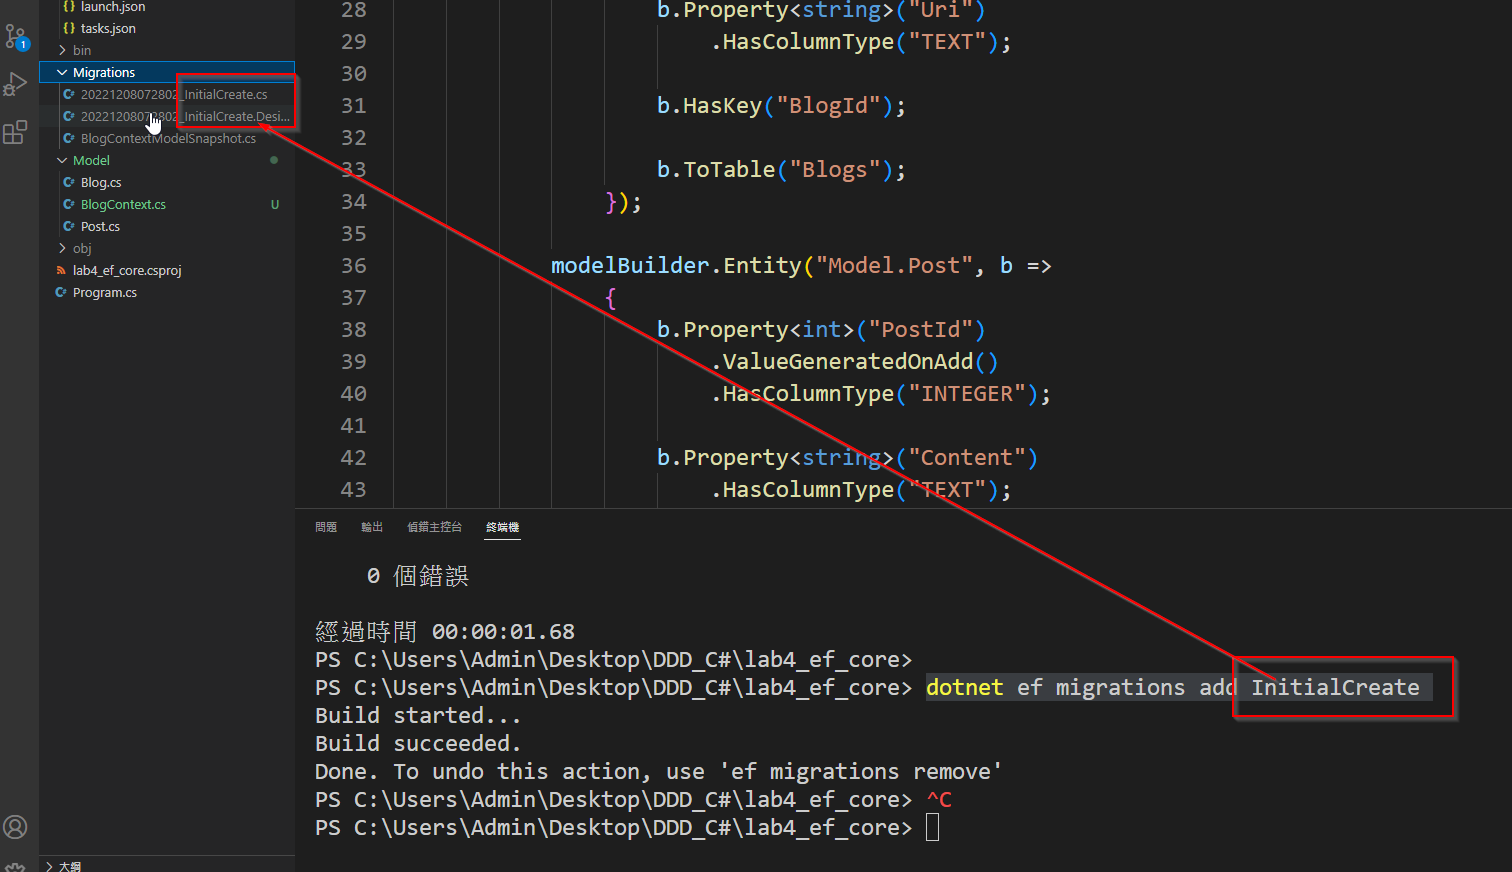 launch.json
tasks.json
bin
Migrations
20221208072802_InitialCreate.cs
20221208072802_InitialCreate.Desi...
BlogContextModelSnapshot.cs
Model
Blog.cs
BlogContext.cs U
Post.cs
obj
lab4_ef_core.csproj
Program.cs
大綱
1
28 b.Property<string>("Uri")
29 .HasColumnType("TEXT");
30
31 b.HasKey("BlogId");
32
33 b.ToTable("Blogs");
34 });
35
36 modelBuilder.Entity("Model.Post", b =>
37 {
38 b.Property<int>("PostId")
39 .ValueGeneratedOnAdd()
40 .HasColumnType("INTEGER");
41
42 b.Property<string>("Content")
43 .HasColumnType("TEXT");
問題 輸出 偵錯主控台 終端機
0 個錯誤
經過時間 00:00:01.68
PS C:\Users\Admin\Desktop\DDD_C#\lab4_ef_core>
PS C:\Users\Admin\Desktop\DDD_C#\lab4_ef_core> dotnet ef migrations add InitialCreate
Build started...
Build succeeded.
Done. To undo this action, use 'ef migrations remove'
PS C:\Users\Admin\Desktop\DDD_C#\lab4_ef_core> ^C
PS C:\Users\Admin\Desktop\DDD_C#\lab4_ef_core>